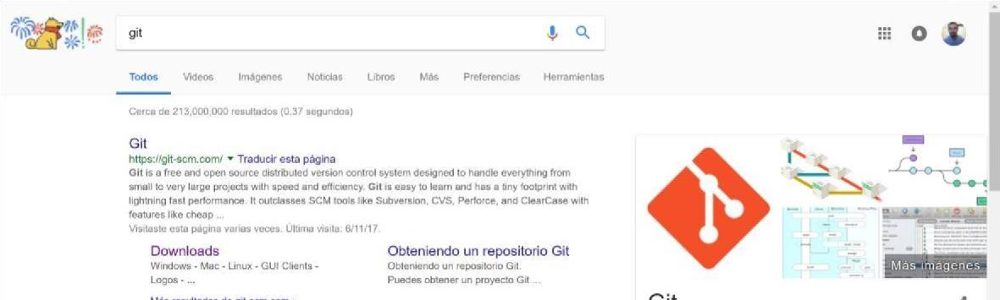 git
Todos Videos Imágenes Noticias Libros Más Preferencias Herramientas
Cerca de 213,000,000 resultados (0.37 segundos)
Git
https://git-scm.com/ ▼ Traducir esta página
Git is a free and open source distributed version control system designed to handle everything from
small to very large projects with speed and efficiency. Git is easy to learn and has a tiny footprint with
lightning fast performance. It outclasses SCM tools like Subversion, CVS, Perforce, and ClearCase with
features like cheap ...
Visitaste esta página varias veces. Última visita: 6/11/17.
Downloads
Windows - Mac - Linux - GUI Clients -
Logos - ...
Obteniendo un repositorio Git
Obteniendo un repositorio Git.
Puedes obtener un proyecto Git ...
Más resultados de git-scm.com
Más imágenes
Git